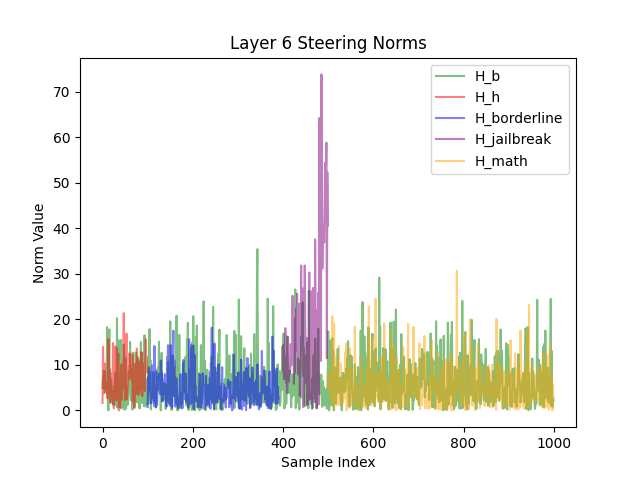 Layer 6 Steering Norms
Norm Value
70
60
50
40
30
20
10
0
0 200 400 600 800 1000
Sample Index
H_b
H_h
H_borderline
H_jailbreak
H_math